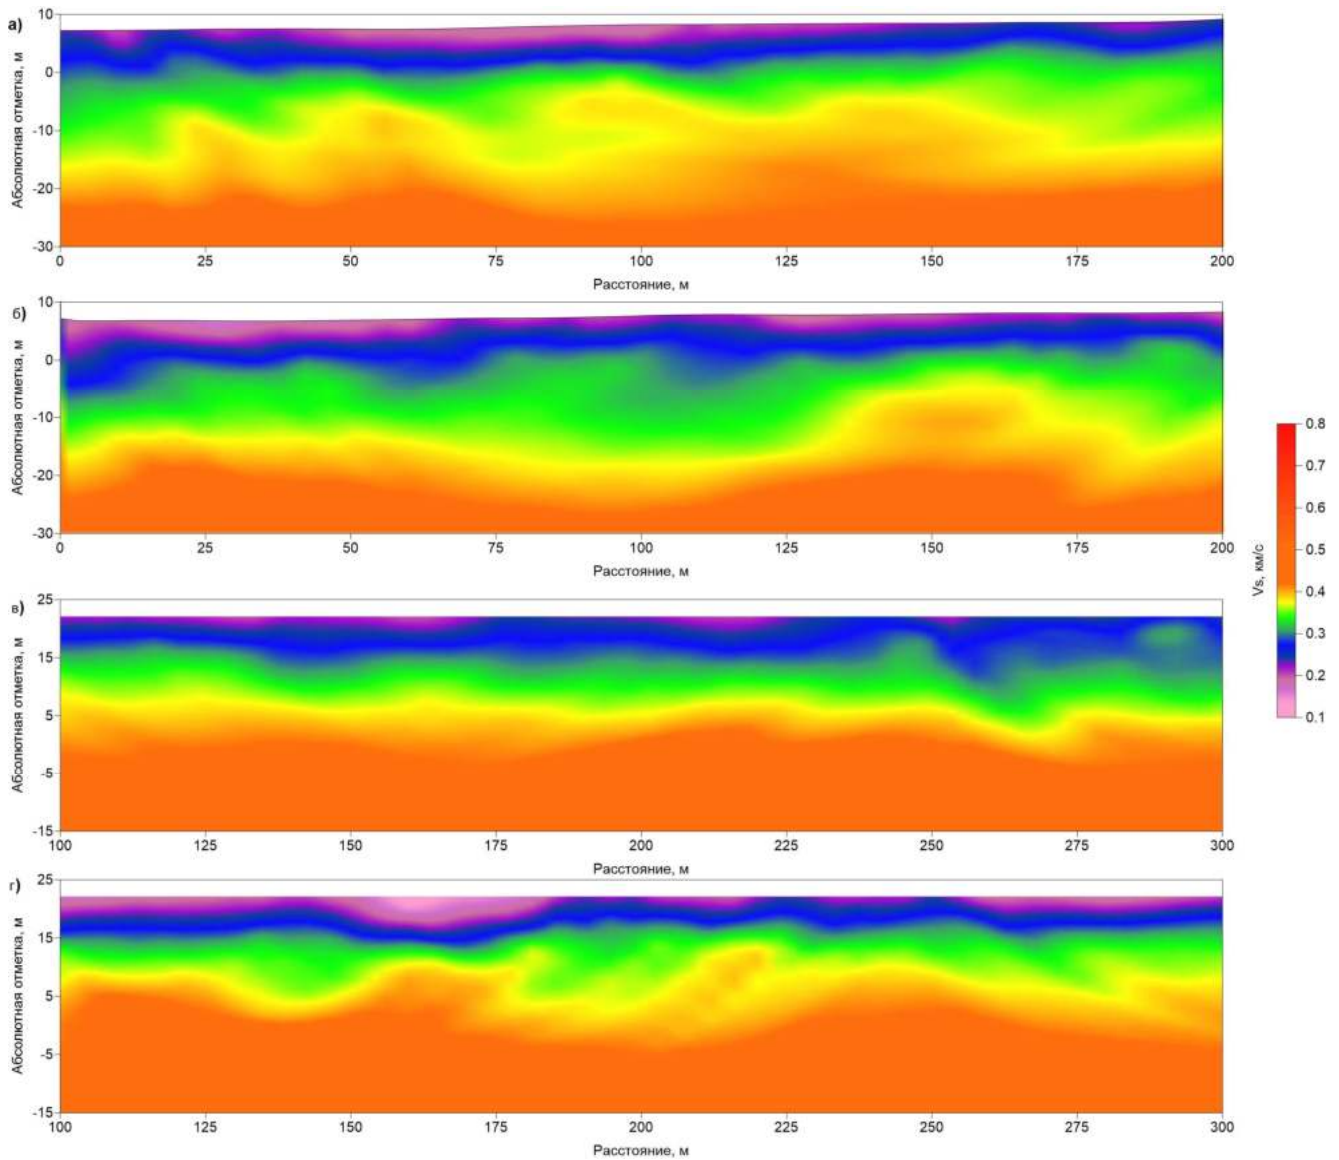 а)
Абсолютная отметка, м
10
0
-10
-20
-30
0 25 50 75 100 125 150 175 200
Расстояние, м
б)
Абсолютная отметка, м
10
0
-10
-20
-30
0 25 50 75 100 125 150 175 200
Расстояние, м
в)
Абсолютная отметка, м
25
15
5
-5
-15
100 125 150 175 200 225 250 275 300
Расстояние, м
г)
Абсолютная отметка, м
25
15
5
-5
-15
100 125 150 175 200 225 250 275 300
Расстояние, м
Vs, км/с
0.8
0.7
0.6
0.5
0.4
0.3
0.2
0.1